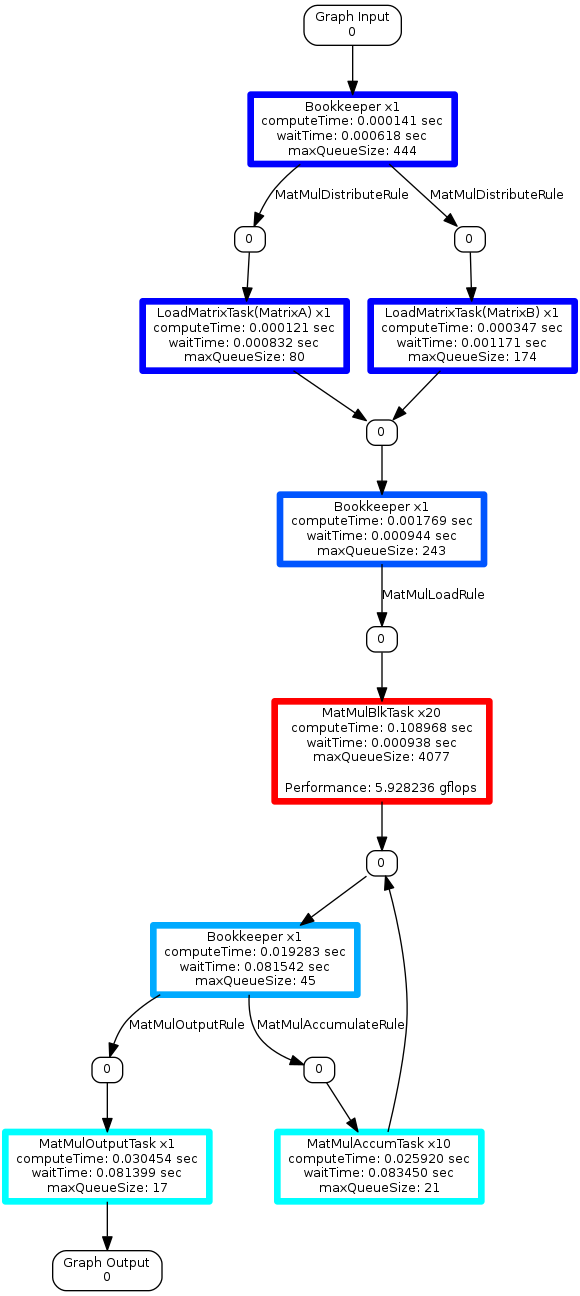 Graph Input
0
Bookkeeper x1
computeTime: 0.000141 sec
waitTime: 0.000618 sec
maxQueueSize: 444
MatMulDistributeRule
MatMulDistributeRule
0
0
LoadMatrixTask(MatrixA) x1
computeTime: 0.000121 sec
waitTime: 0.000832 sec
maxQueueSize: 80
LoadMatrixTask(MatrixB) x1
computeTime: 0.000347 sec
waitTime: 0.001171 sec
maxQueueSize: 174
0
Bookkeeper x1
computeTime: 0.001769 sec
waitTime: 0.000944 sec
maxQueueSize: 243
MatMulLoadRule
0
MatMulBlkTask x20
computeTime: 0.108968 sec
waitTime: 0.000938 sec
maxQueueSize: 4077
Performance: 5.928236 gflops
0
Bookkeeper x1
computeTime: 0.019283 sec
waitTime: 0.081542 sec
maxQueueSize: 45
MatMulOutputRule
MatMulAccumulateRule
0
0
MatMulOutputTask x1
computeTime: 0.030454 sec
waitTime: 0.081399 sec
maxQueueSize: 17
MatMulAccumTask x10
computeTime: 0.025920 sec
waitTime: 0.083450 sec
maxQueueSize: 21
Graph Output
0